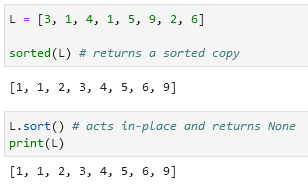 L = [3, 1, 4, 1, 5, 9, 2, 6]
sorted(L) # returns a sorted copy
[1, 1, 2, 3, 4, 5, 6, 9]
L.sort() # acts in-place and returns None
print(L)
[1, 1, 2, 3, 4, 5, 6, 9]